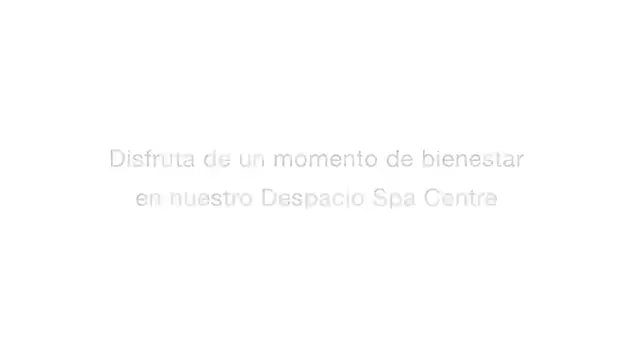 Disfruta de un momento de bienestar
en nuestro Despacio Spa Centre